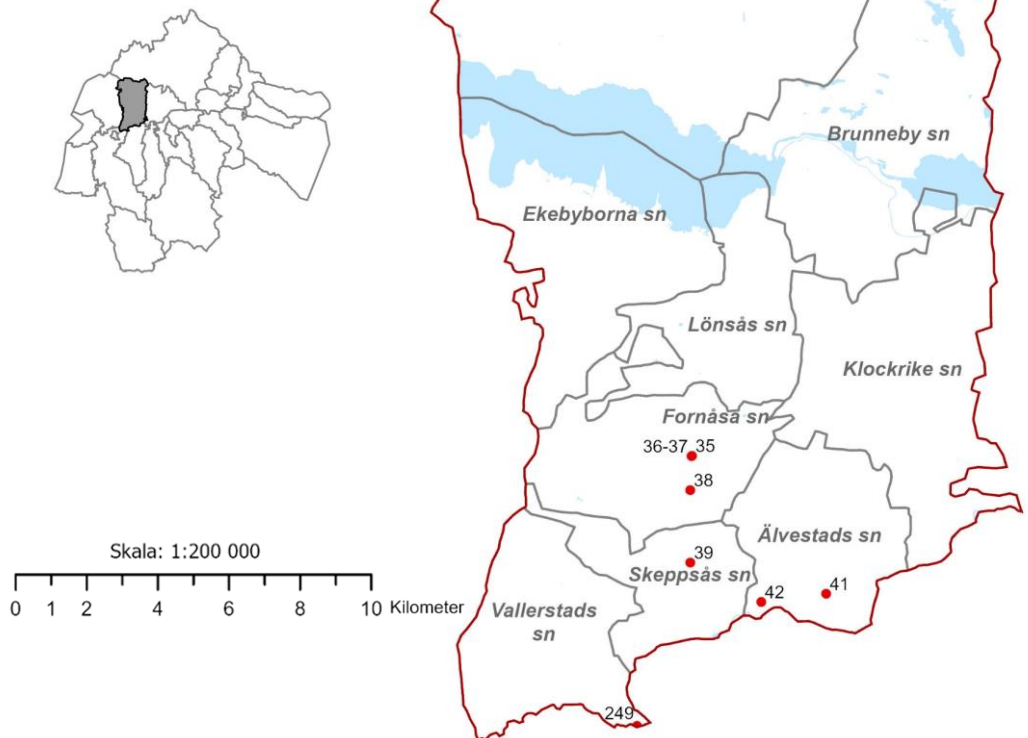 Brunneby sn
Ekebyborna sn
Lönsås sn
Klockrike sn
Fornåsa sn
36-37 35
38
Älvestads sn
Skala: 1:200 000
39
Skeppsås sn
42
41
0 1 2 4 6 8 10 Kilometer
Vallerstads
sn
249